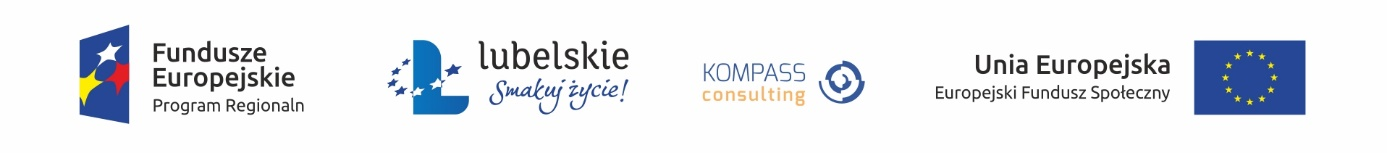 Fundusze
Europejskie
Program Regionaln
lubelskie
Smakuj życie!
KOMPASS
consulting
Unia Europejska
Europejski Fundusz Społeczny